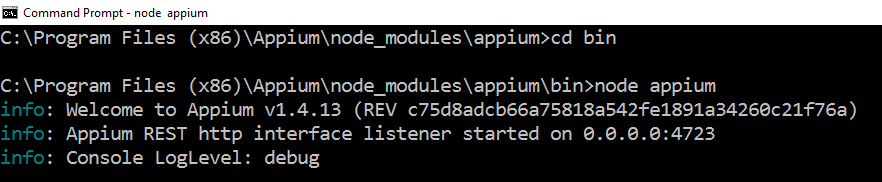 Command Prompt - node appium
C:\Program Files (x86)\Appium\node_modules\appium>cd bin
C:\Program Files (x86)\Appium\node_modules\appium\bin>node appium
info: Welcome to Appium v1.4.13 (REV c75d8adcb66a75818a542fe1891a34260c21f76a)
info: Appium REST http interface listener started on 0.0.0.0:4723
info: Console LogLevel: debug